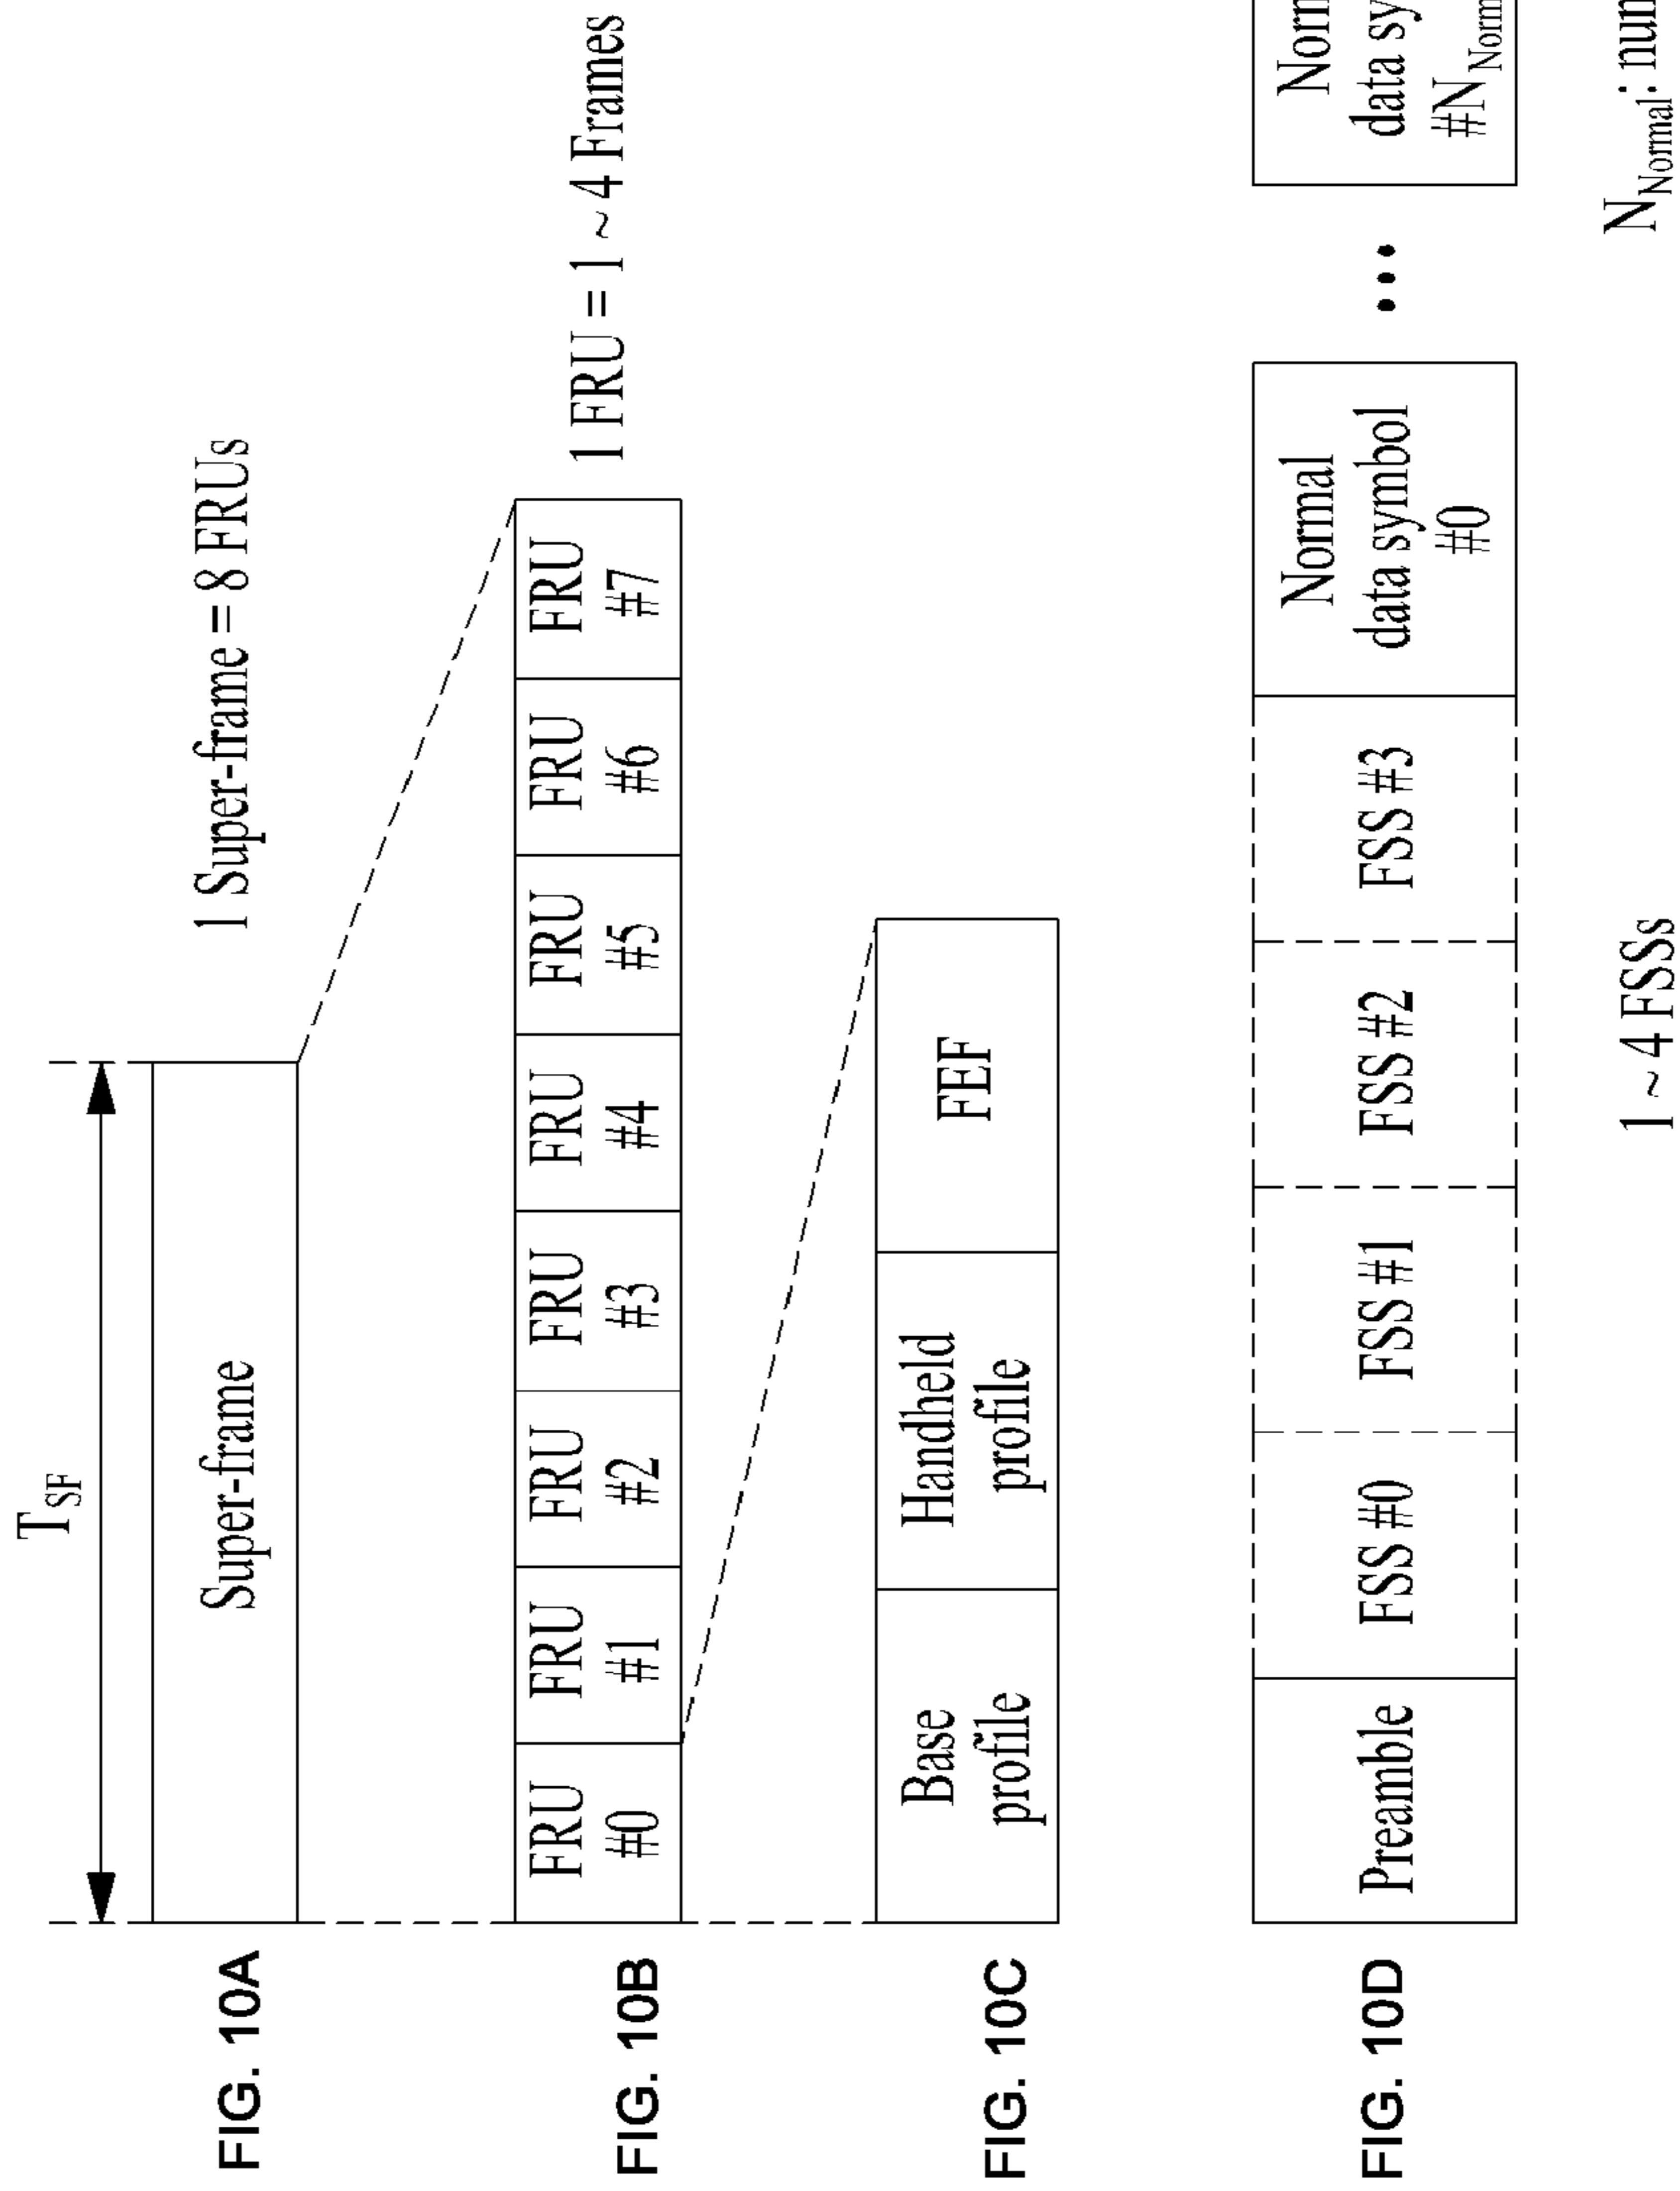 FIG. 10A
T SF
Super-frame
1 Super-frame = 8 FRUs
FIG. 10B
FRU #0
FRU #1
FRU #2
FRU #3
FRU #4
FRU #5
FRU #6
FRU #7
1 FRU = 1 ~ 4 Frames
FIG. 10C
Base
profile
Handheld
profile
FEF
FIG. 10D
Preamble
FSS #0
FSS #1
FSS #2
FSS #3
Normal
data symbol
#0
•••
data
1 ~ 4 FSSs
N Normal: